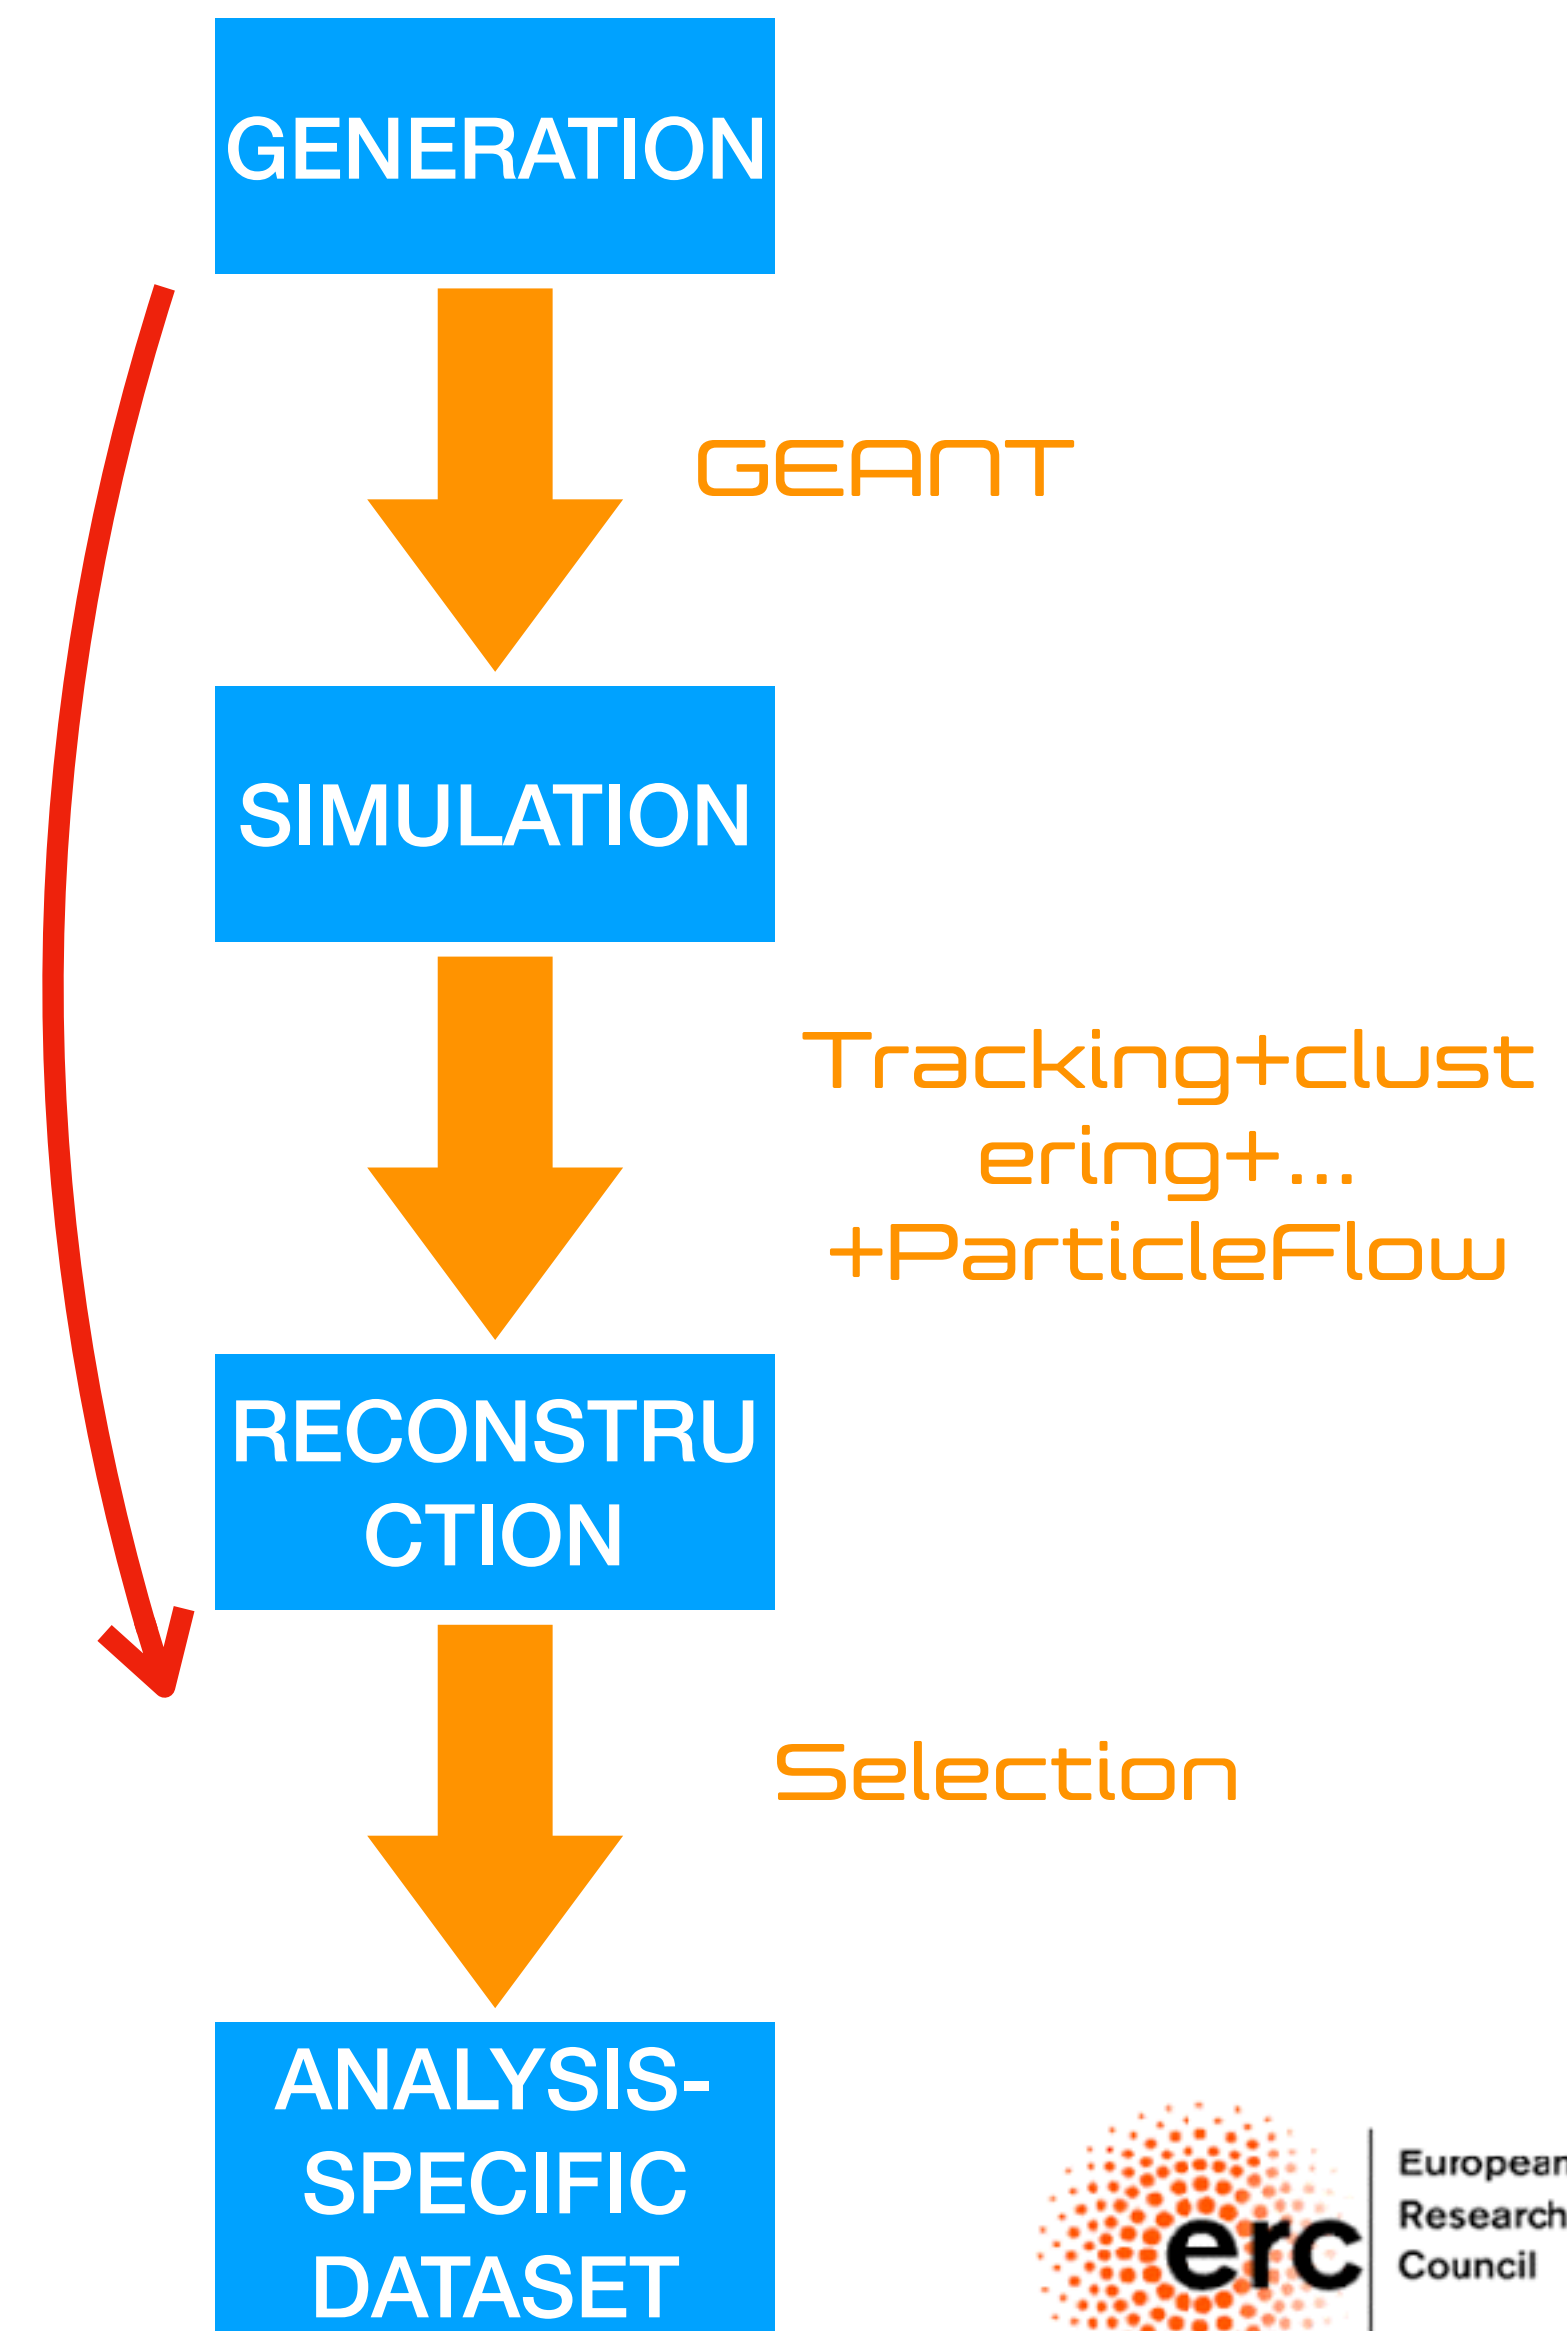 GENERATION
GEANT
SIMULATION
Tracking+clust
ering+...
+ParticleFlow
RECONSTRU
CTION
Selection
ANALYSIS-
SPECIFIC
DATASET
erc
European
Research
Council